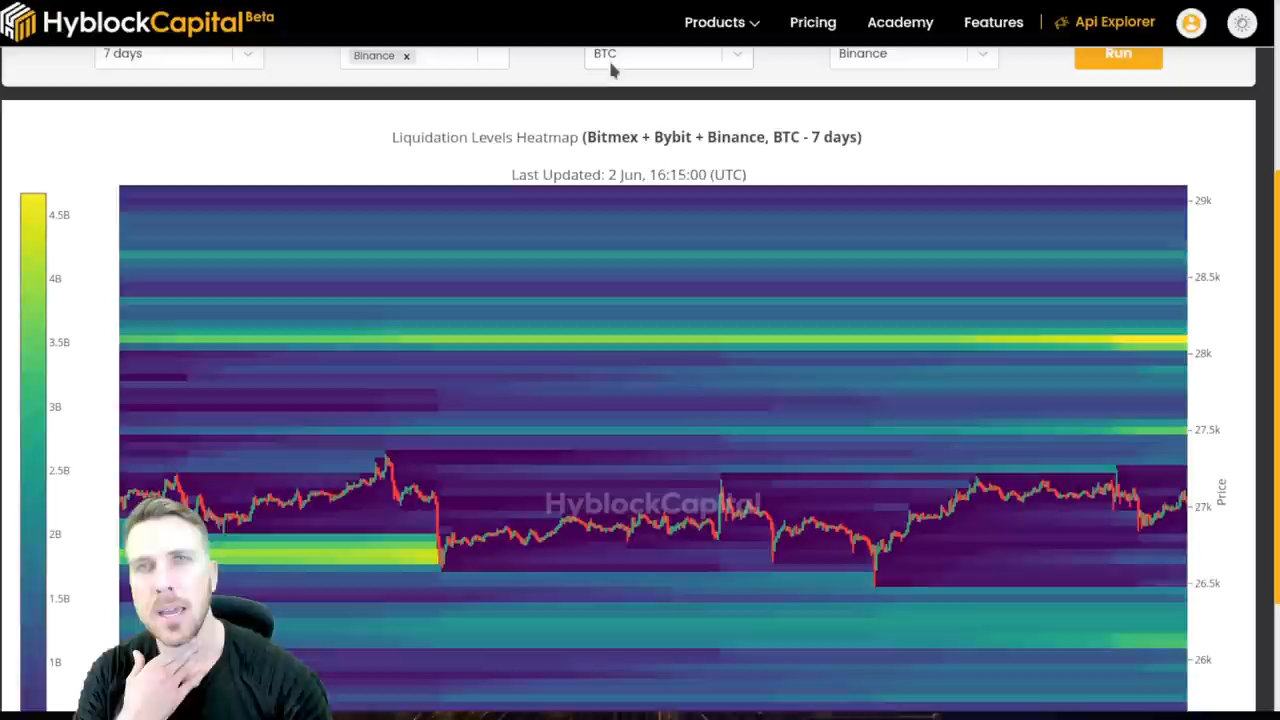 HyblockCapital Beta
Products
Pricing
Academy
Features
Api Explorer
7 days
Binance ×
BTC
Binance
Run
Liquidation Levels Heatmap (Bitmex + Bybit + Binance, BTC - 7 days)
Last Updated: 2 Jun, 16:15:00 (UTC)
4.5B
4B
3.5B
3B
2.5B
2B
1.5B
1B
29k
28.5k
28k
27.5k
27k
26.5k
26k
Price
HyblockCapital